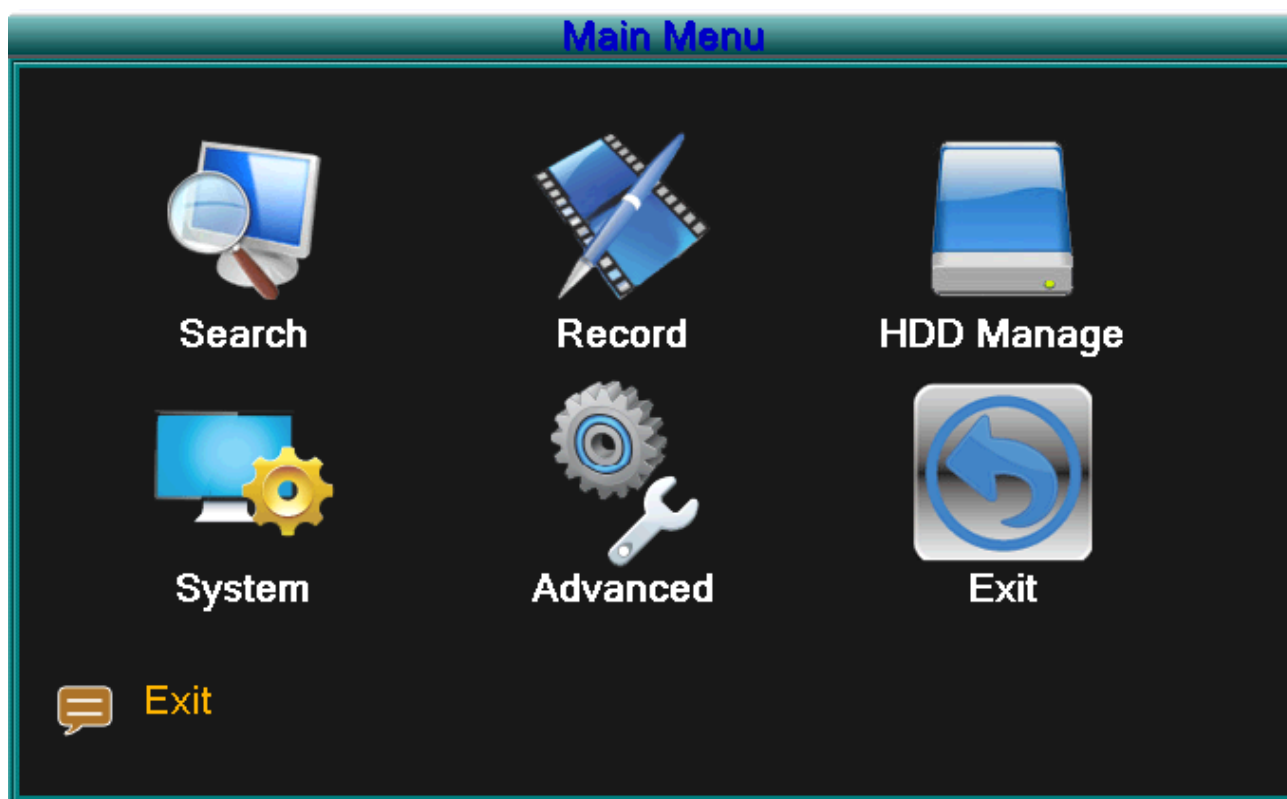 Main Menu
Search
Record
HDD Manage
System
Advanced
Exit
Exit